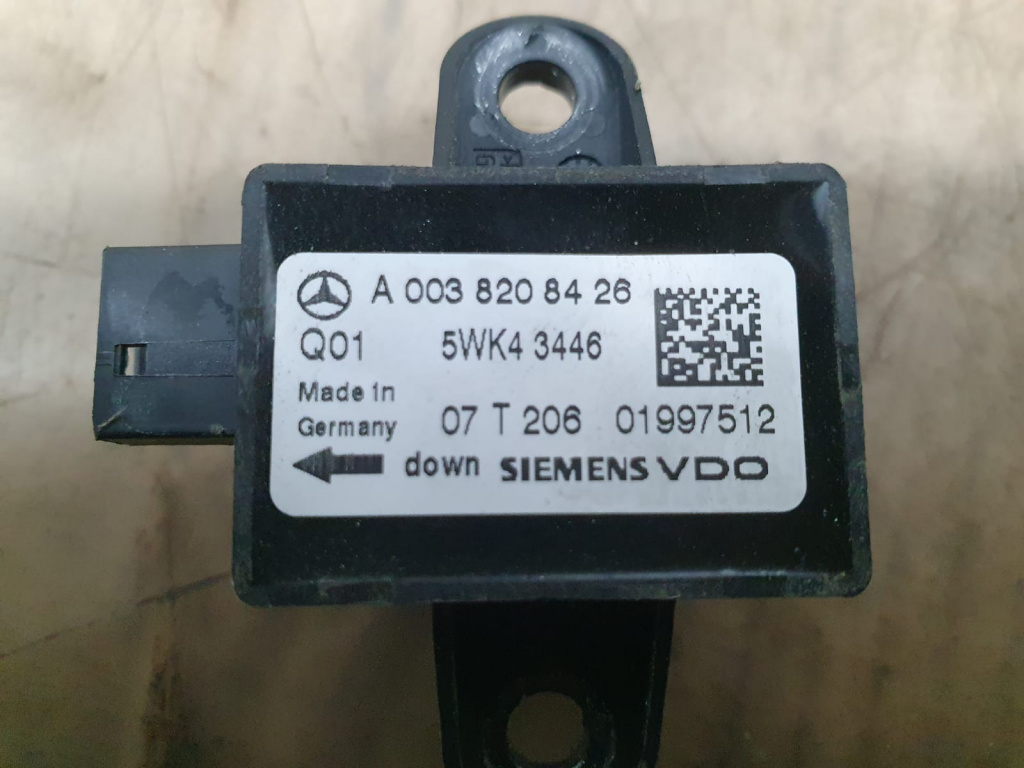 A 003 820 84 26
Q01 5WK4 3446
Made in
Germany 07 T 206 01997512
down SIEMENS VDO